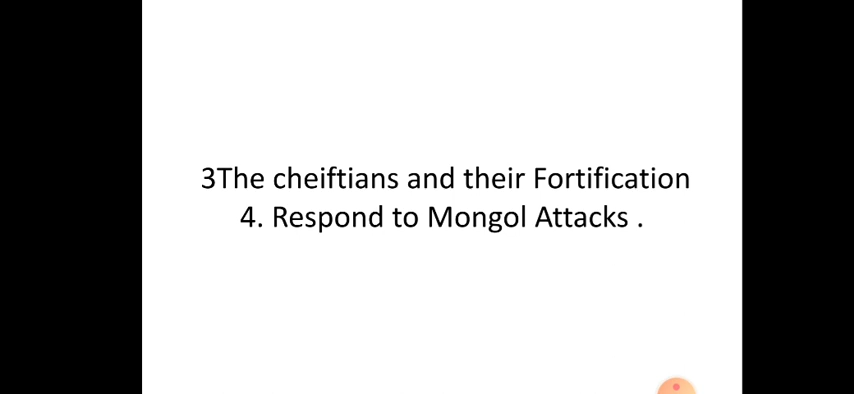 3The cheiftians and their Fortification
4. Respond to Mongol Attacks .